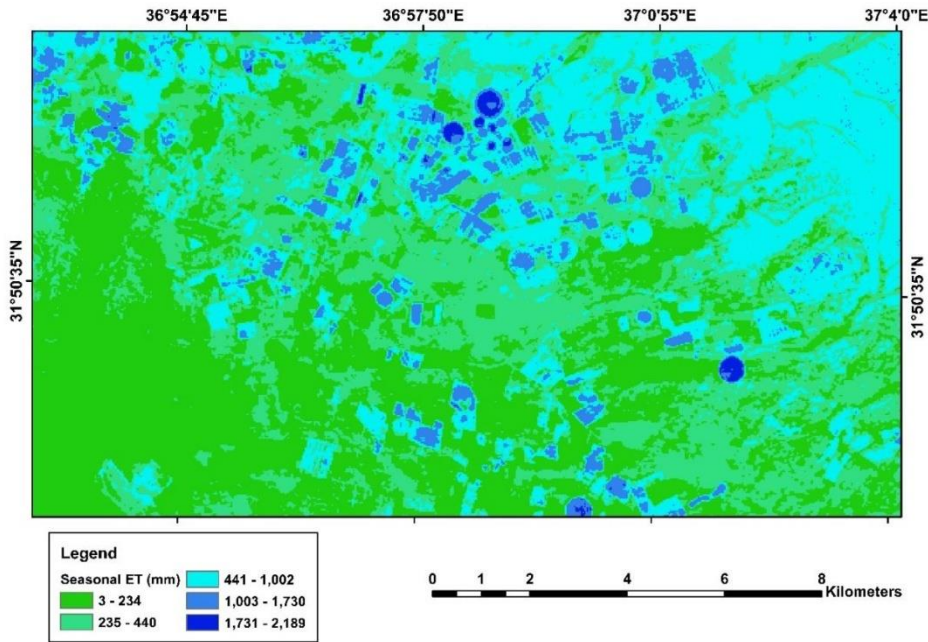 36°54'45"E 36°57'50"E 37°0'55"E 37°4'0"E
31°50'35"N
31°50'35"N
Legend
Seasonal ET (mm)
3 - 234
235 - 440
441 - 1,002
1,003 - 1,730
1,731 - 2,189
0 1 2 4 6 8
Kilometers